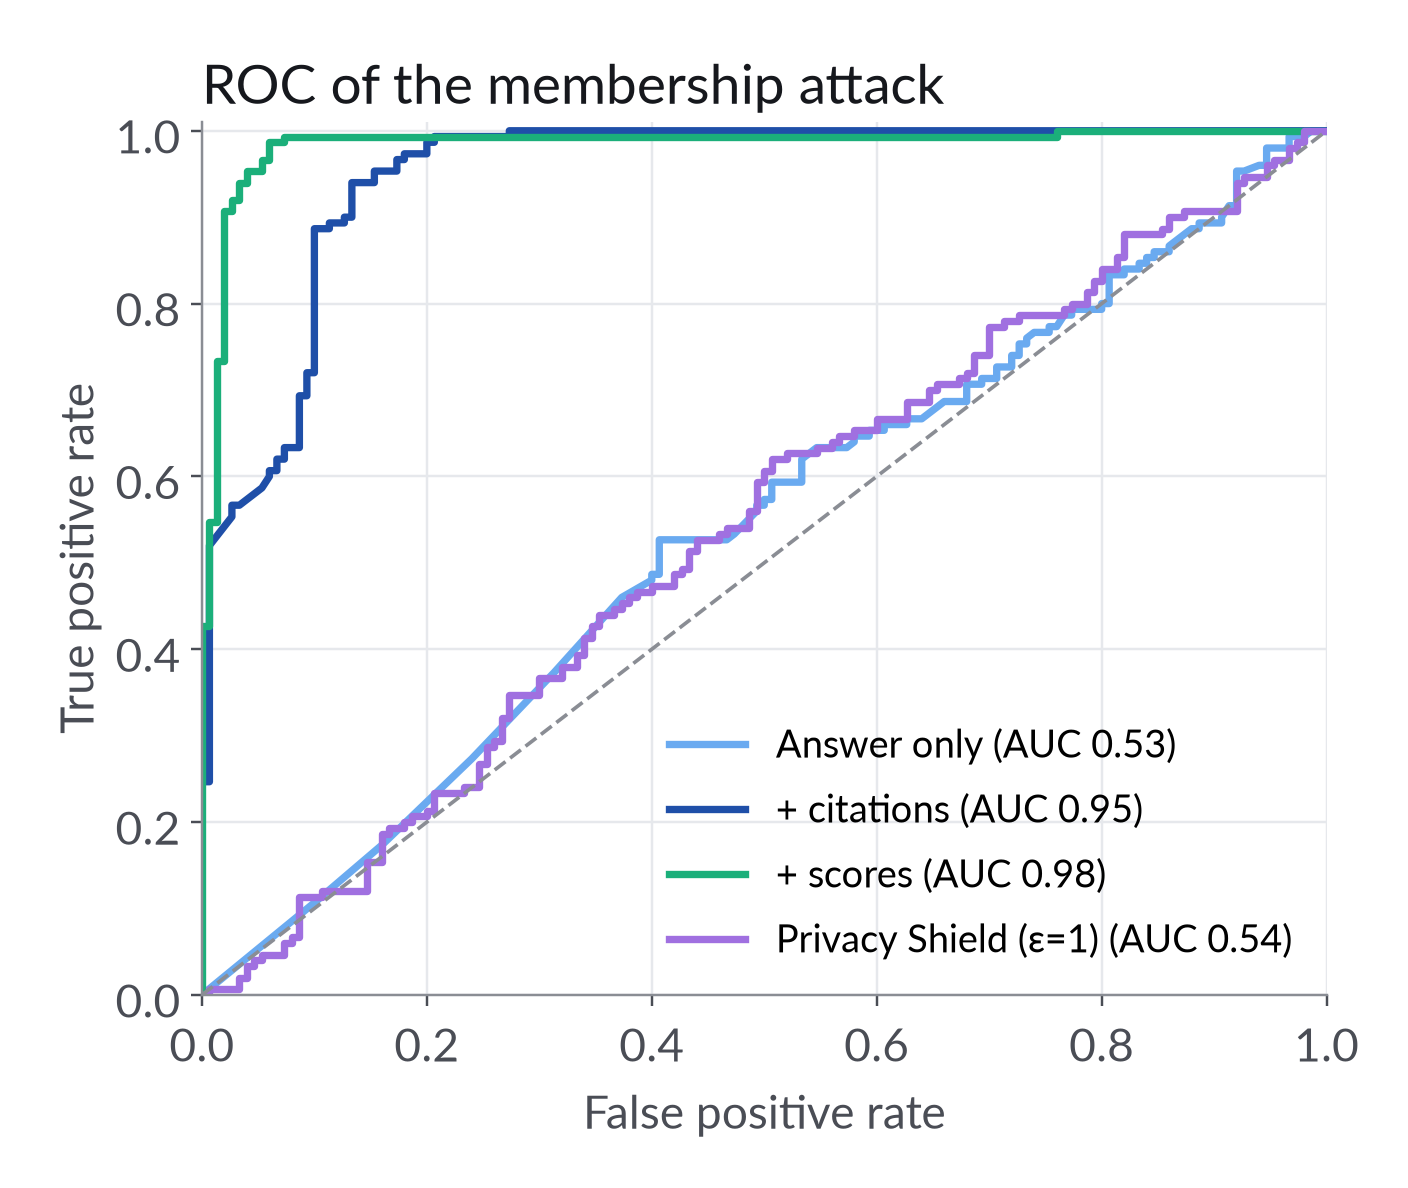 ROC of the membership attack
1.0
0.8
0.6
0.4
0.2
0.0
True positive rate
Answer only (AUC 0.53)
+ citations (AUC 0.95)
+ scores (AUC 0.98)
Privacy Shield (ε=1) (AUC 0.54)
0.0 0.2 0.4 0.6 0.8 1.0
False positive rate